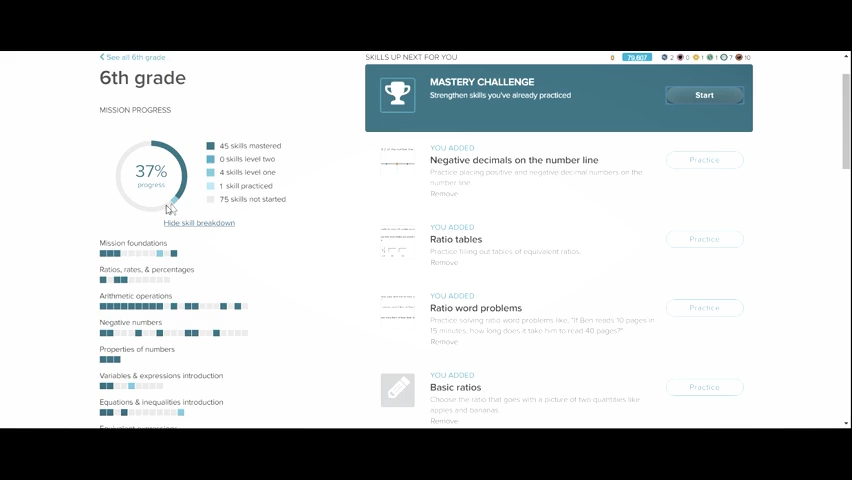 See all 6th grade
6th grade
MISSION PROGRESS
37%
progress
45 skills mastered
0 skills level two
4 skills level one
1 skill practiced
75 skills not started
Hide skill breakdown
Mission foundations
Ratios, rates, & percentages
Arithmetic operations
Negative numbers
Properties of numbers
Variables & expressions introduction
Equations & inequalities introduction
Equivalent expressions
SKILLS UP NEXT FOR YOU
0 79,807 2 0 1 1 7 10
MASTERY CHALLENGE
Strengthen skills you've already practiced
Start
YOU ADDED
Negative decimals on the number line
Practice placing positive and negative decimal numbers on the
number line.
Remove
Practice
YOU ADDED
Ratio tables
Practice filling out tables of equivalent ratios.
Remove
Practice
YOU ADDED
Ratio word problems
Practice solving ratio word problems like, "If Ben reads 10 pages in
15 minutes, how long does it take him to read 40 pages?"
Remove
Practice
YOU ADDED
Basic ratios
Choose the ratio that goes with a picture of two quantities like
apples and bananas.
Remove
Practice